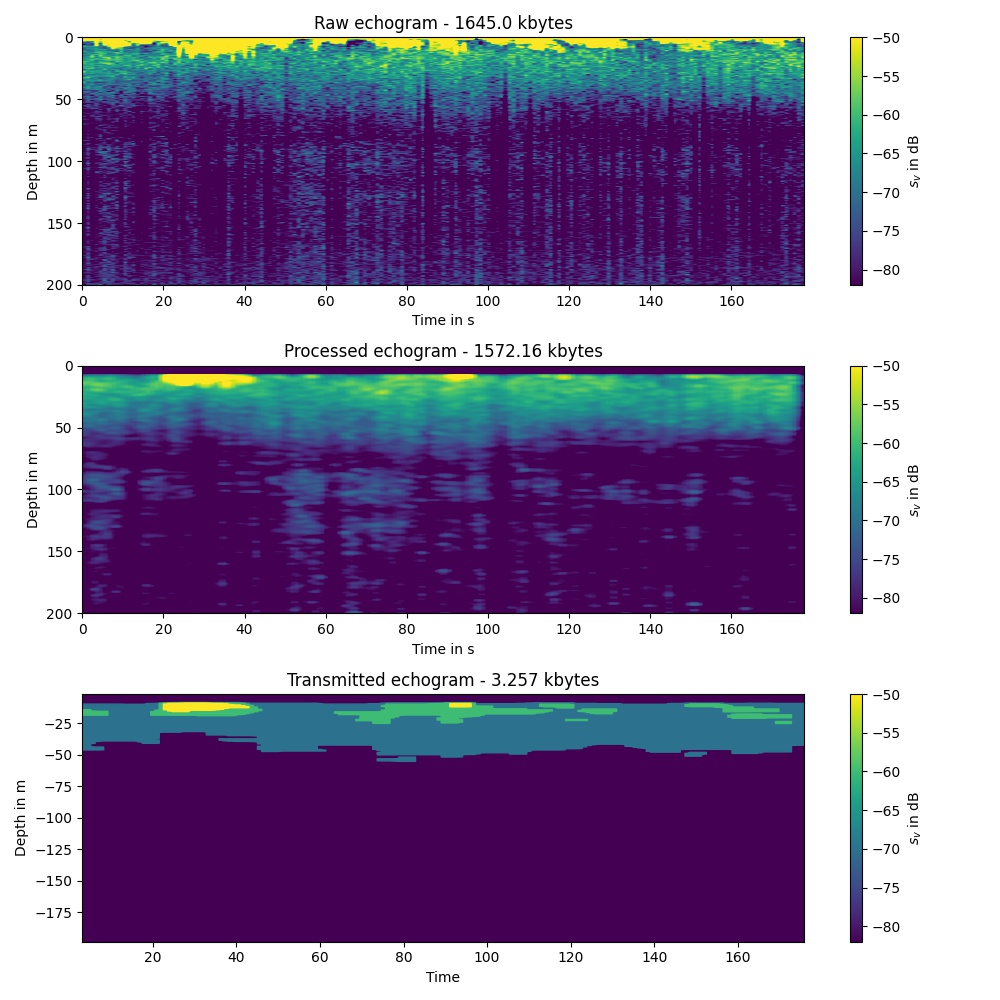 Raw echogram - 1645.0 kbytes
0
50
100
150
200
Depth in m
0 20 40 60 80 100 120 140 160
Time in s
−50
−55
−60
−65
−70
−75
−80
sv in dB
Processed echogram - 1572.16 kbytes
0
50
100
150
200
Depth in m
0 20 40 60 80 100 120 140 160
Time in s
−50
−55
−60
−65
−70
−75
−80
sv in dB
Transmitted echogram - 3.257 kbytes
−25
−50
−75
−100
−125
−150
−175
Depth in m
20 40 60 80 100 120 140 160
Time
−50
−55
−60
−65
−70
−75
−80
sv in dB